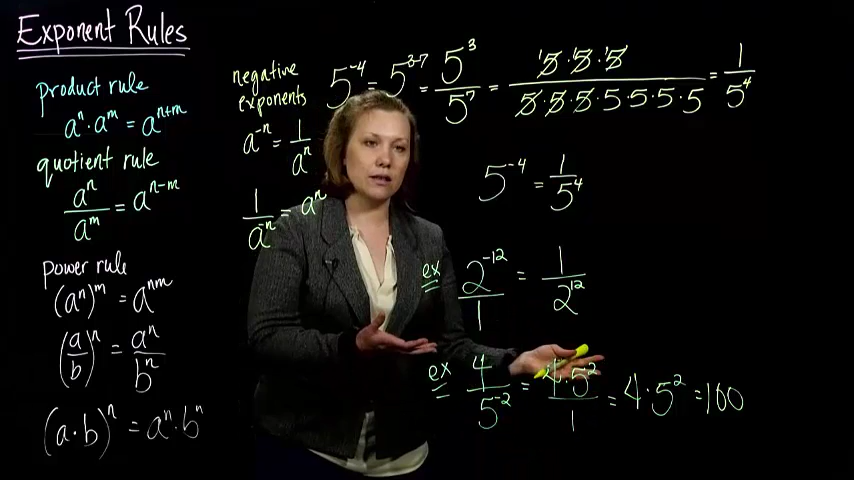 Exponent Rules
product rule
aⁿ · aᵐ = aⁿ⁺ᵐ
quotient rule
aⁿ/aᵐ = aⁿ⁻ᵐ
power rule
(aⁿ)ᵐ = aⁿᵐ
(a/b)ⁿ = aⁿ/bⁿ
(a · b)ⁿ = aⁿ · bⁿ
negative
exponents
a⁻ⁿ = 1/aⁿ
1/a⁻ⁿ = aⁿ
5⁻⁴ = 5³⁻⁷ = 5³/5⁷ = 5 · 5 · 5/5 · 5 · 5 · 5 · 5 · 5 · 5 = 1/5⁴
5⁻⁴ = 1/5⁴
ex 2⁻¹²/1 = 1/2¹²
ex 4/5⁻² = 4 · 5²/1 = 4 · 5² = 100